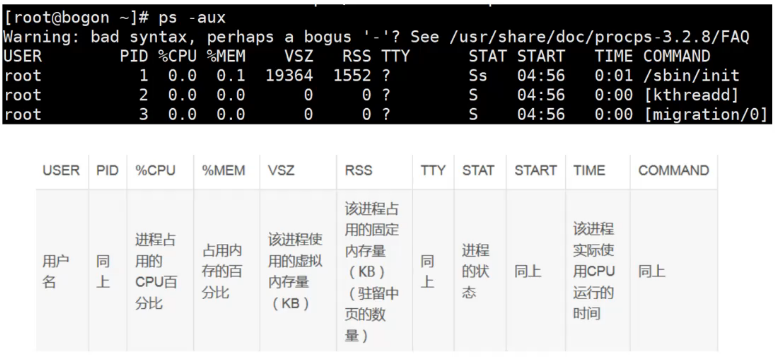 [root@bogon ~]# ps -aux
Warning: bad syntax, perhaps a bogus '-'? See /usr/share/doc/procps-3.2.8/FAQ
USER PID %CPU %MEM VSZ RSS TTY STAT START TIME COMMAND
root 1 0.0 0.1 19364 1552 ? Ss 04:56 0:01 /sbin/init
root 2 0.0 0.0 0 0 ? S 04:56 0:00 [kthreadd]
root 3 0.0 0.0 0 0 ? S 04:56 0:00 [migration/0]
USER PID %CPU %MEM VSZ RSS TTY STAT START TIME COMMAND
用户
名
同
上
进程占
用的
CPU百
分比
占用内
存的百
分比
该进程使
用的虚拟
内存量
（KB）
该进程占
用的固定
内存量
（KB）
（驻留中
页的数
量）
同
上
进程
的状
态
同上
该进程
实际使
用CPU
运行的
时间
同上